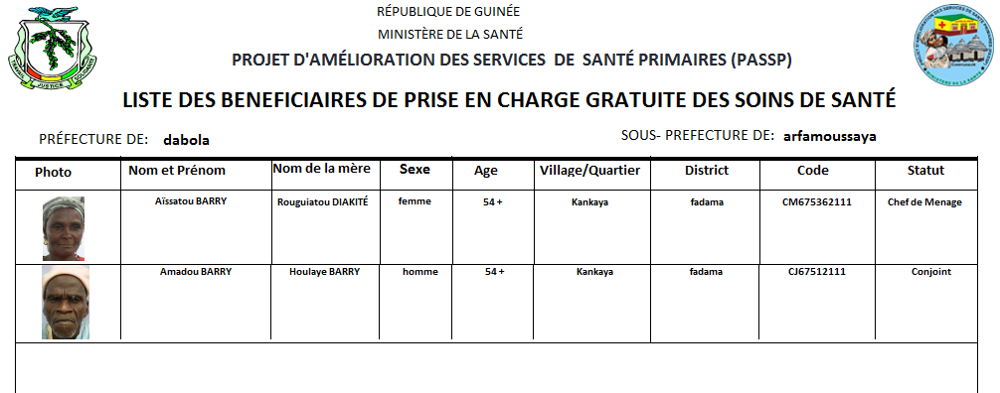 RÉPUBLIQUE DE GUINÉE
MINISTÈRE DE LA SANTÉ
PROJET D'AMÉLIORATION DES SERVICES DE SANTÉ PRIMAIRES (PASSP)
LISTE DES BENEFICIAIRES DE PRISE EN CHARGE GRATUITE DES SOINS DE SANTÉ
PRÉFECTURE DE: dabola SOUS- PREFECTURE DE: arfamoussaya
Photo Nom et Prénom Nom de la mère Sexe Age Village/Quartier District Code Statut
Aïssatou BARRY Rouguiatou DIAKITÉ femme 54 + Kankaya fadama CM675362111 Chef de Menage
Amadou BARRY Houlaye BARRY homme 54 + Kankaya fadama CJ67512111 Conjoint
TRAVAIL JUSTICE SOLIDARITÉ